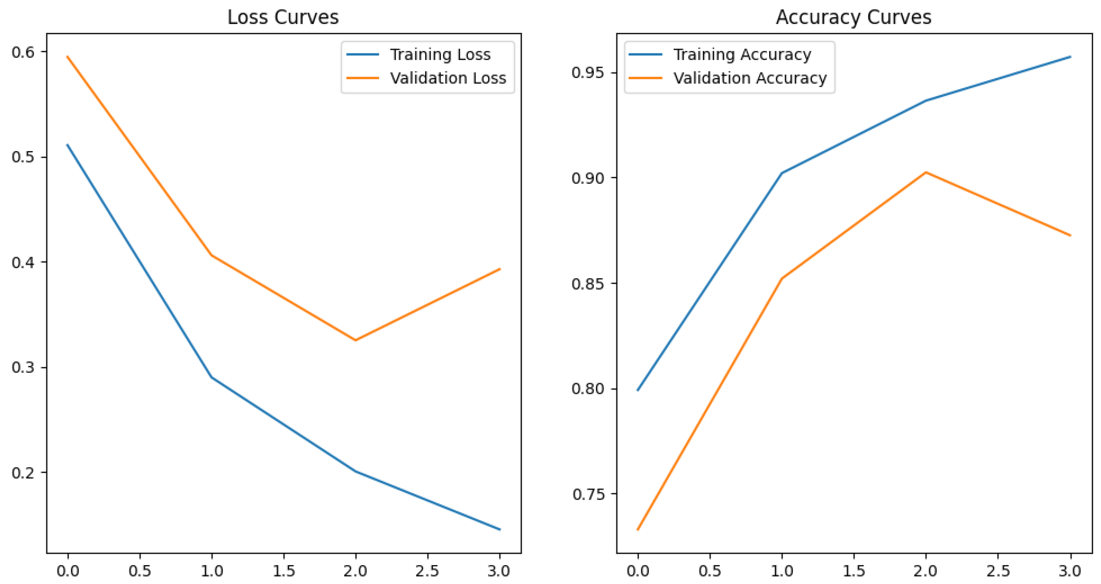 Loss Curves
Training Loss
Validation Loss
0.6
0.5
0.4
0.3
0.2
0.0 0.5 1.0 1.5 2.0 2.5 3.0
Accuracy Curves
Training Accuracy
Validation Accuracy
0.95
0.90
0.85
0.80
0.75
0.0 0.5 1.0 1.5 2.0 2.5 3.0